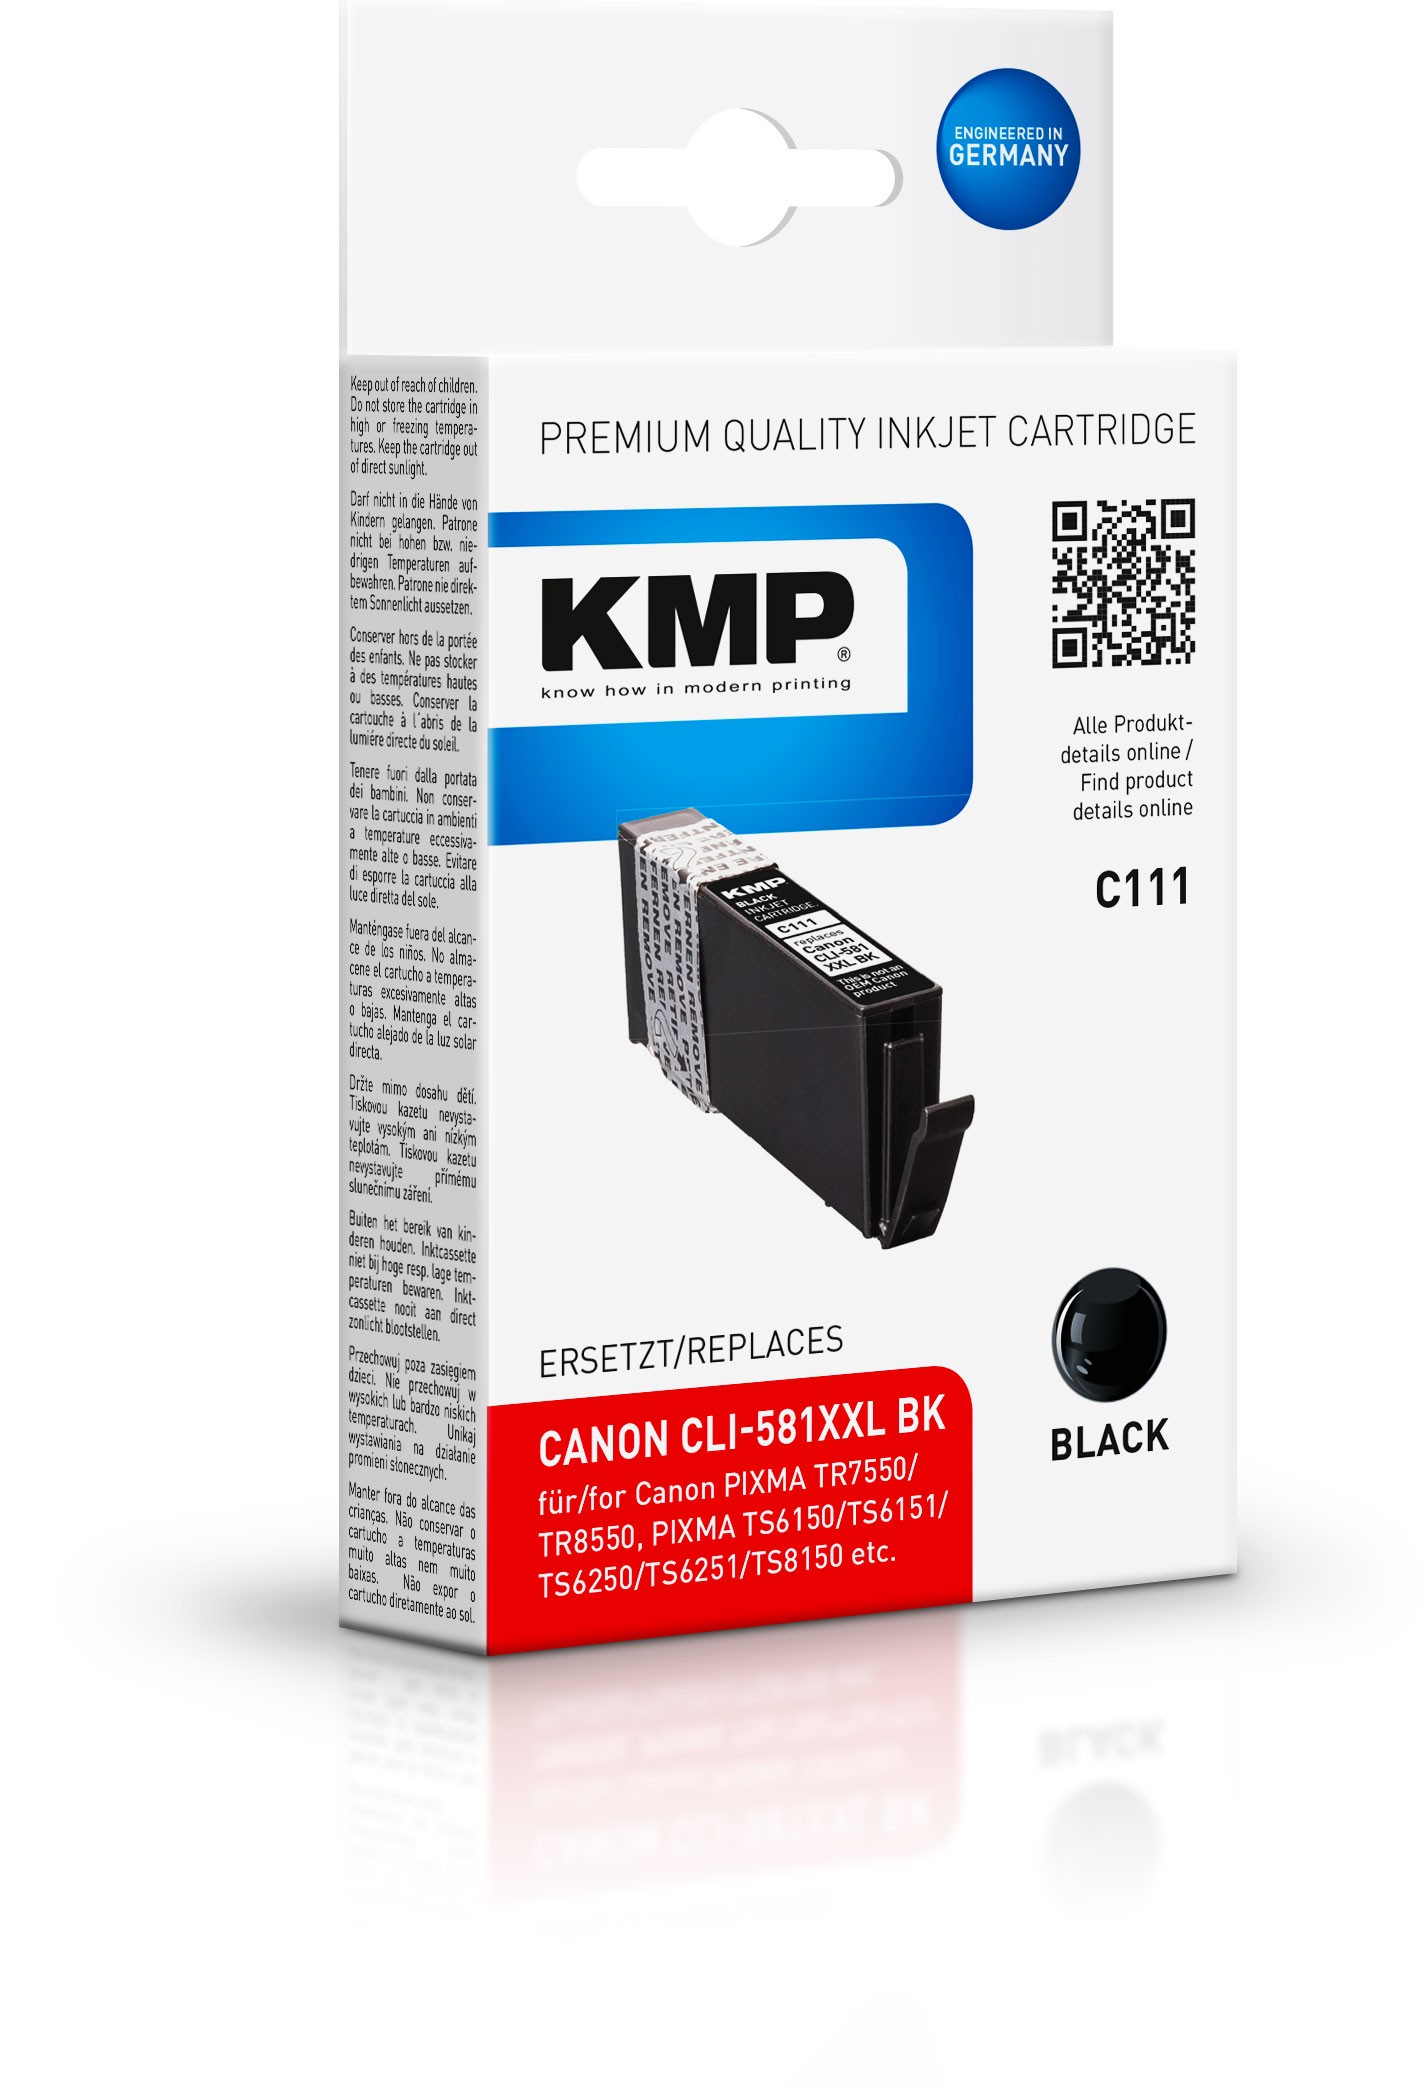 ENGINEERED IN
GERMANY
Keep out of reach of children.
Do not store the cartridge in
high or freezing tempera-
tures. Keep the cartridge out
of direct sunlight.
Darf nicht in die Hände von
Kindern gelangen. Patrone
nicht bei hohen bzw. nie-
drigen Temperaturen auf-
bewahren. Patrone nie direk-
tem Sonnenlicht aussetzen.
Conserver hors de la portée
des enfants. Ne pas stocker
à des températures hautes
ou basses. Conserver la
cartouche à l´abris de la
lumiére directe du soleil.
Tenere fuori dalla portata
dei bambini. Non conser-
vare la cartuccia in ambienti
a temperature eccessiva-
mente alte o basse. Evitare
di esporre la cartuccia alla
luce diretta del sole.
Manténgase fuera del alcan-
ce de los niños. No alma-
cene el cartucho a tempera-
turas excesivamente altas
o bajas. Mantenga el car-
tucho alejado de la luz solar
directa.
Držte mimo dosahu dětí.
Tiskovou kazetu nevysta-
vujte vysokým ani nízkým
teplotám. Tiskovou kazetu
nevystavujte přímému
slunečnímu záření.
Buiten het bereik van kin-
deren houden. Inktcassette
niet bij hoge resp. lage tem-
peraturen bewaren. Inkt-
cassette nooit aan direct
zonlicht blootstellen.
Przechowuj poza zasięgiem
dzieci. Nie przechowuj w
wysokich lub bardzo niskich
temperaturach. Unikaj
wystawiania na działanie
promieni słonecznych.
Manter fora do alcance das
crianças. Não conservar o
cartucho a temperaturas
muito altas nem muito
baixas. Não expor o
cartucho diretamente ao sol.
PREMIUM QUALITY INKJET CARTRIDGE
KMP®
know how in modern printing
Alle Produkt-
details online /
Find product
details online
C111
KMP
BLACK
INKJET
CARTRIDGE.
C111
replaces
Canon
CLI-581
XXL BK
This is not an
OEM Canon
product
ERSETZT/REPLACES
CANON CLI-581XXL BK
für/for Canon PIXMA TR7550/
TR8550, PIXMA TS6150/TS6151/
TS6250/TS6251/TS8150 etc.
BLACK